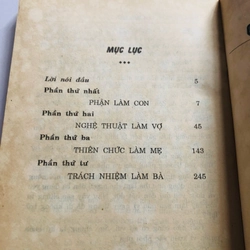 MỤC LỤC
***
Lời nói đầu 5
Phần thứ nhất
PHẬN LÀM CON 7
Phần thứ hai
NGHỆ THUẬT LÀM VỢ 45
Phần thứ ba
THIÊN CHỨC LÀM MẸ 143
Phần thứ tư
TRÁCH NHIỆM LÀM BÀ 245